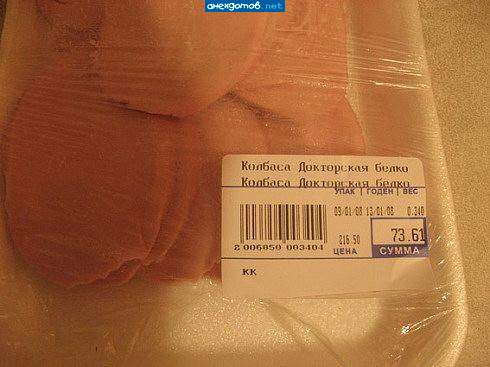 анекдотов.net
Колбаса Докторская белко
Колбаса Докторская белко
УПАК | ГОДЕН | ВЕС
09/01/08 13/01/08 0.340
216.50 73.61
ЦЕНА СУММА
2 006850 003404
КК